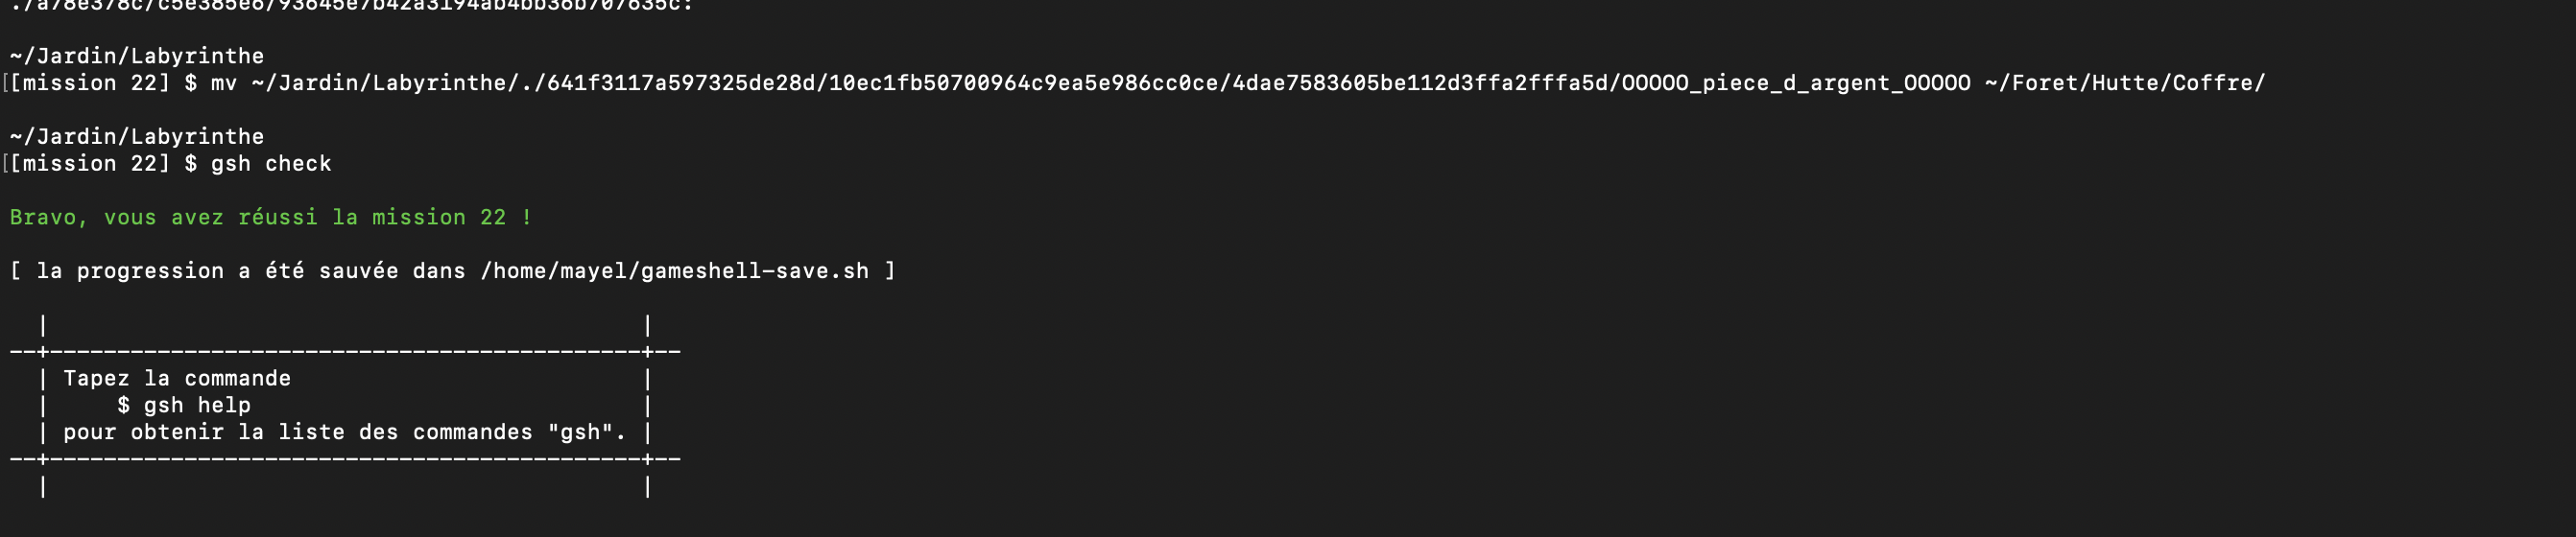 ./a78e378c/c5e385e6/93645e7b42a3194ab4bb36b707635c:
~/Jardin/Labyrinthe
[[mission 22] $ mv ~/Jardin/Labyrinthe/./641f3117a597325de28d/10ec1fb50700964c9ea5e986cc0ce/4dae7583605be112d3ffa2fffa5d/OOOOO_piece_d_argent_OOOOO ~/Foret/Hutte/Coffre/
~/Jardin/Labyrinthe
[[mission 22] $ gsh check
Bravo, vous avez réussi la mission 22 !
[ la progression a été sauvée dans /home/mayel/gameshell-save.sh ]
| Tapez la commande |
| $ gsh help |
| pour obtenir la liste des commandes "gsh". |